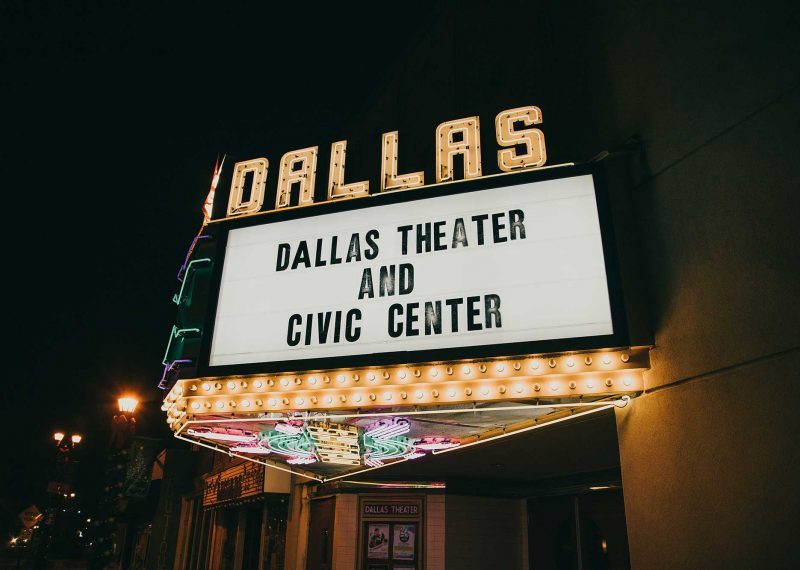 DALLAS
DALLAS THEATER
AND
CIVIC CENTER
DALLAS THEATER